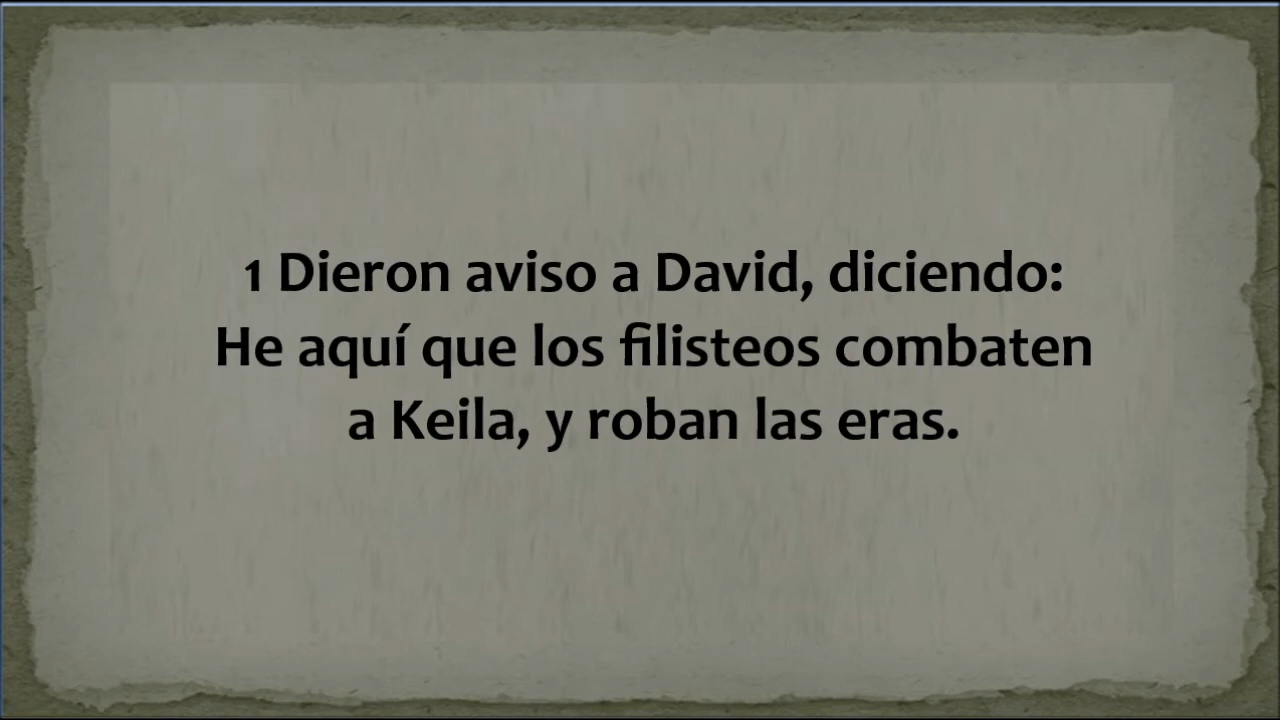 1 Dieron aviso a David, diciendo:
He aquí que los filisteos combaten
a Keila, y roban las eras.